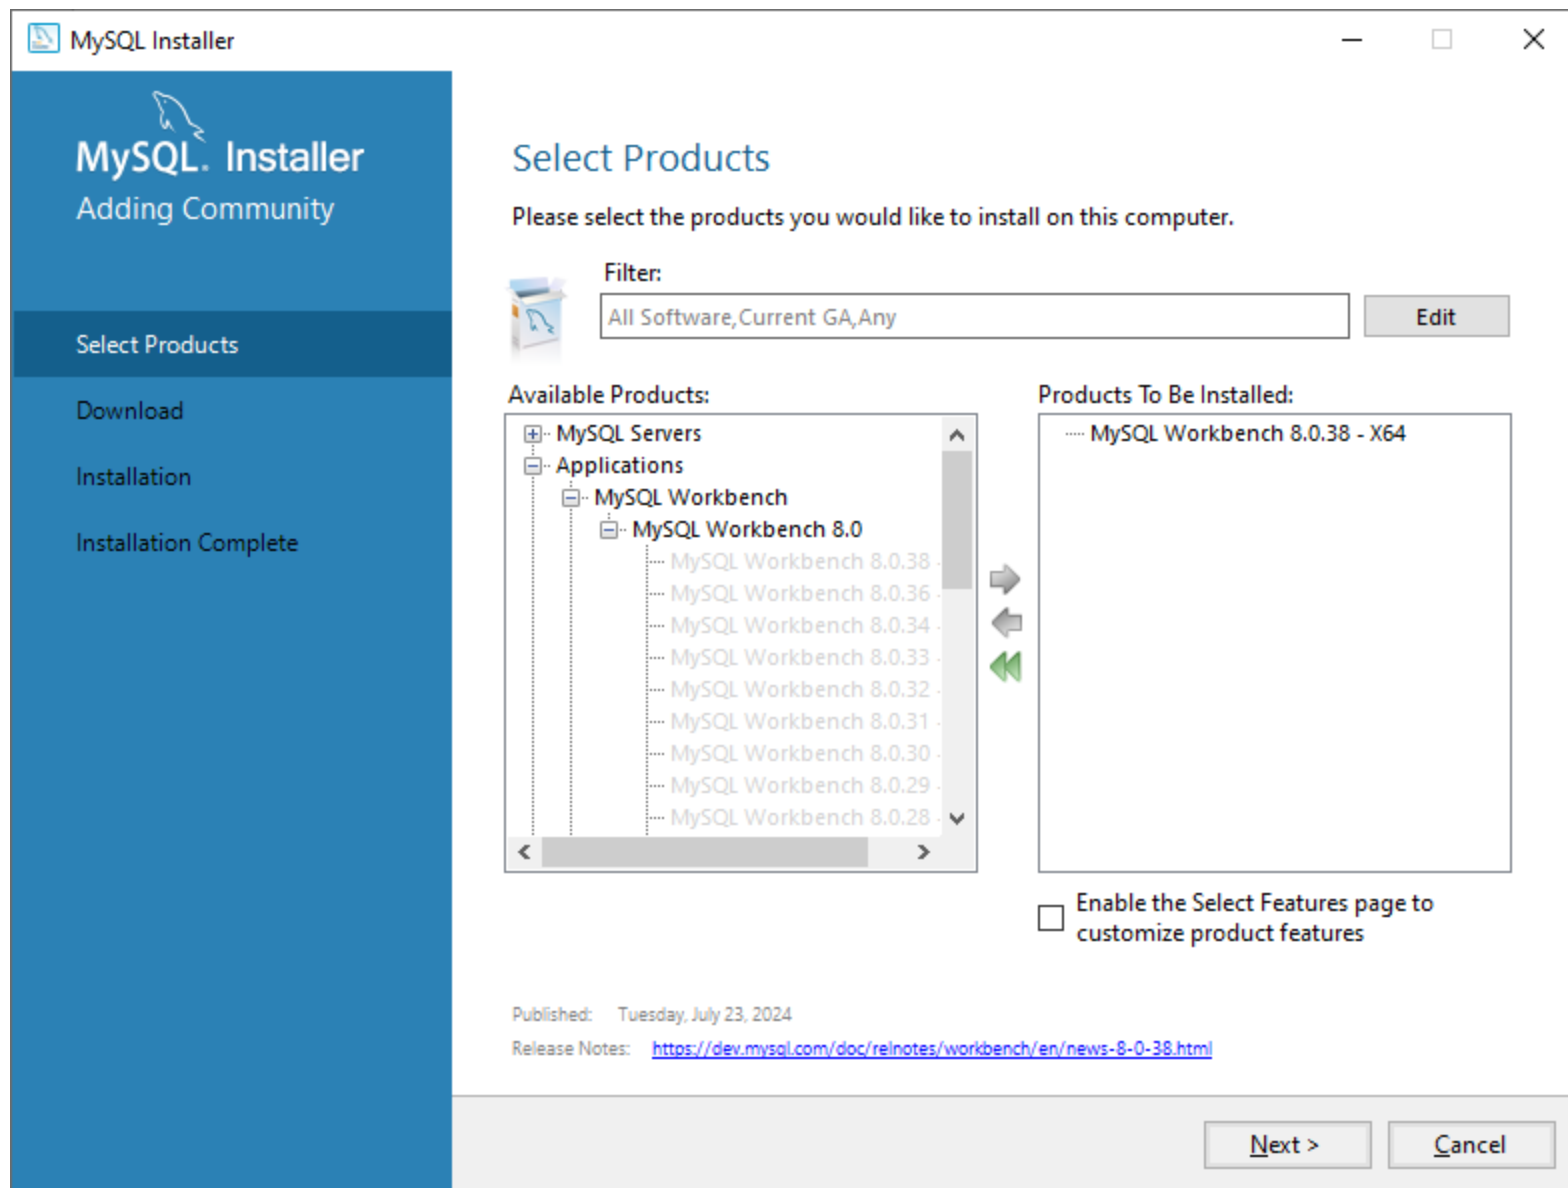 MySQL Installer
MySQL. Installer
Adding Community
Select Products
Download
Installation
Installation Complete
Select Products
Please select the products you would like to install on this computer.
Filter:
All Software,Current GA,Any
Edit
Available Products:
MySQL Servers
Applications
MySQL Workbench
MySQL Workbench 8.0
MySQL Workbench 8.0.38 -
MySQL Workbench 8.0.36 -
MySQL Workbench 8.0.34 -
MySQL Workbench 8.0.33 -
MySQL Workbench 8.0.32 -
MySQL Workbench 8.0.31 -
MySQL Workbench 8.0.30 -
MySQL Workbench 8.0.29 -
MySQL Workbench 8.0.28 -
Products To Be Installed:
MySQL Workbench 8.0.38 - X64
Enable the Select Features page to
customize product features
Published: Tuesday, July 23, 2024
Release Notes: https://dev.mysql.com/doc/relnotes/workbench/en/news-8-0-38.html
Next >
Cancel